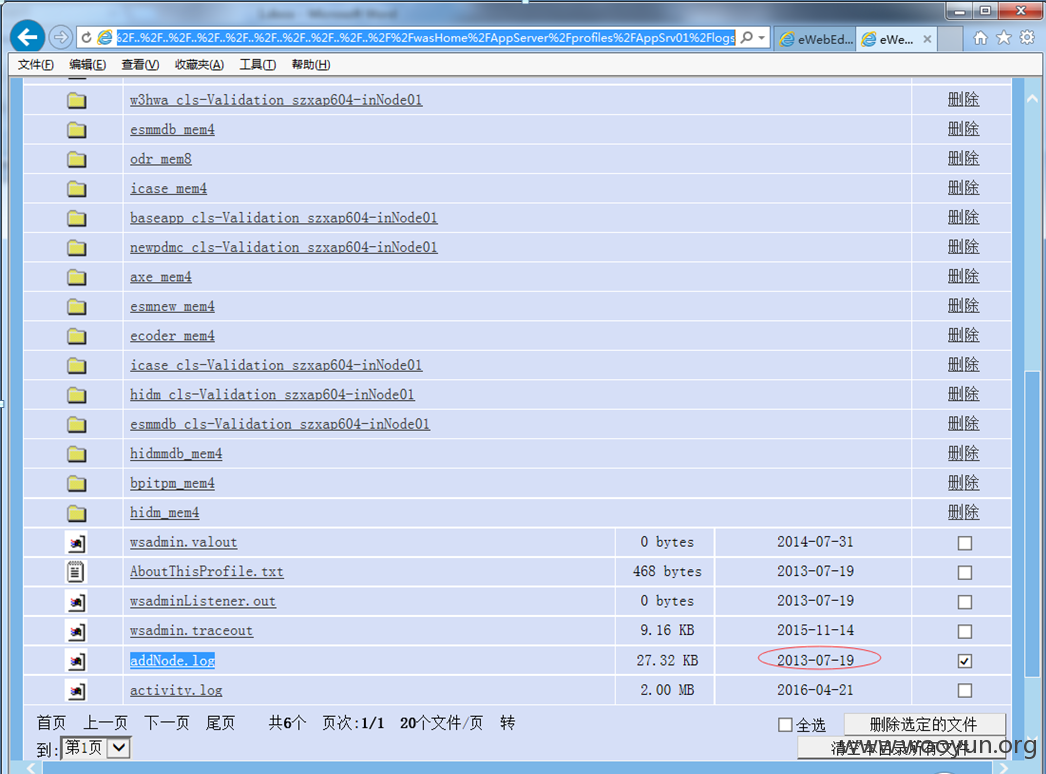 %2F..%2F..%2F..%2F..%2F..%2F..%2F..%2F..%2F..%2F%2FwasHome%2FAppServer%2Fprofiles%2FAppSrv01%2Flogs
eWebEd...
eWe...
文件(F) 编辑(E) 查看(V) 收藏夹(A) 工具(T) 帮助(H)
w3hwa_cls-Validation_szxap604-inNode01 删除
esmmdb_mem4 删除
odr_mem8 删除
icase_mem4 删除
baseapp_cls-Validation_szxap604-inNode01 删除
newpdmc_cls-Validation_szxap604-inNode01 删除
axe_mem4 删除
esmnew_mem4 删除
ecoder_mem4 删除
icase_cls-Validation_szxap604-inNode01 删除
hidm_cls-Validation_szxap604-inNode01 删除
esmmdb_cls-Validation_szxap604-inNode01 删除
hidmmdb_mem4 删除
bpitpm_mem4 删除
hidm_mem4 删除
wsadmin.valout 0 bytes 2014-07-31
AboutThisProfile.txt 468 bytes 2013-07-19
wsadminListener.out 0 bytes 2013-07-19
wsadmin.traceout 9.16 KB 2015-11-14
addNode.log 27.32 KB 2013-07-19
activity.log 2.00 MB 2016-04-21
首页 上一页 下一页 尾页 共6个 页次:1/1 20个文件/页 转 全选 删除选定的文件
到: 第1页 清空本目录所有文件
www.wooyun.org